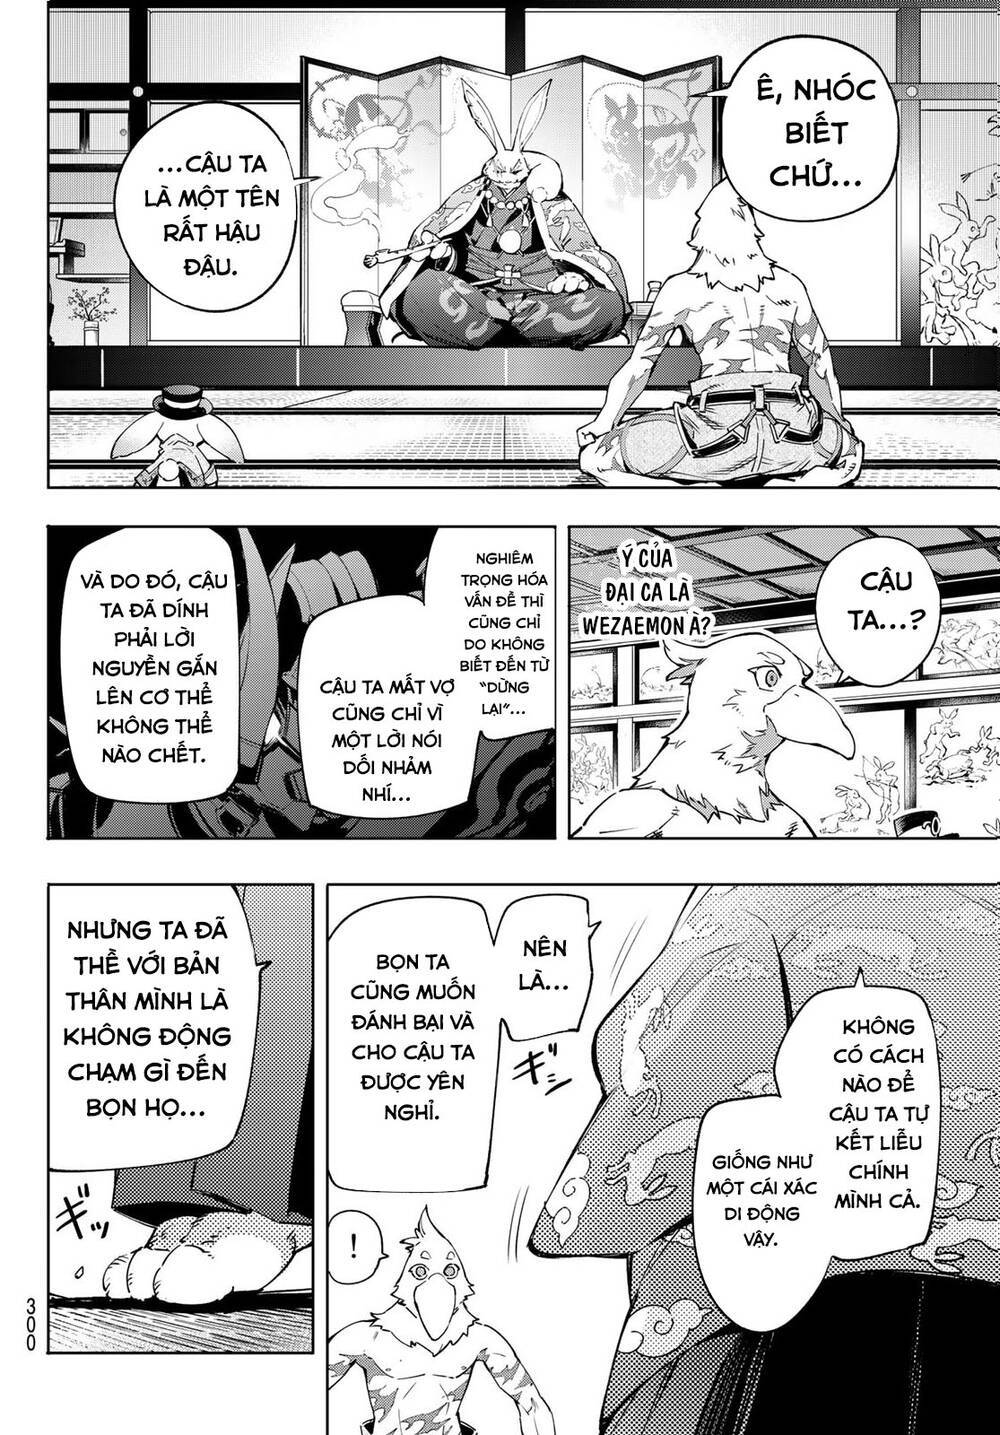 Ê, NHÓC
BIẾT
CHỨ...
...CẬU TA
LÀ MỘT TÊN
RẤT HẬU
ĐẬU.
CẬU
TA...?
Ý CỦA
ĐẠI CA LÀ
WEZAEMON À?
NGHIÊM
TRỌNG HÓA
VẤN ĐỀ THÌ
CŨNG CHỈ
DO KHÔNG
BIẾT ĐẾN TỪ
"DỪNG
LẠI"...
CẬU TA MẤT VỢ
CŨNG CHỈ VÌ
MỘT LỜI NÓI
DỐI NHẢM
NHÍ...
VÀ DO ĐÓ, CẬU
TA ĐÃ DÍNH
PHẢI LỜI
NGUYỀN GẮN
LÊN CƠ THỂ
KHÔNG THỂ
NÀO CHẾT.
KHÔNG
CÓ CÁCH
NÀO ĐỂ
CẬU TA TỰ
KẾT LIỄU
CHÍNH
MÌNH CẢ.
GIỐNG NHƯ
MỘT CÁI XÁC
DI ĐỘNG
VẬY.
NÊN
LÀ...
BỌN TA
CŨNG MUỐN
ĐÁNH BẠI VÀ
CHO CẬU TA
ĐƯỢC YÊN
NGHỈ.
ギシ
!
NHƯNG TA ĐÃ
THỀ VỚI BẢN
THÂN MÌNH LÀ
KHÔNG ĐỘNG
CHẠM GÌ ĐẾN
BỌN HỌ...
ギッ
300